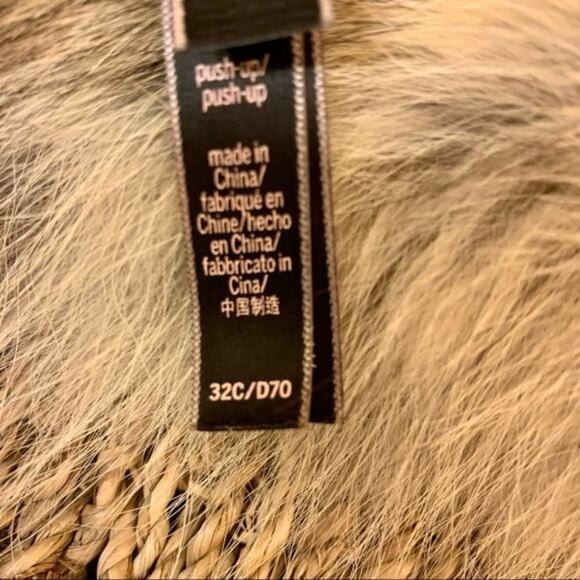 push-up/
push-up
made in
China/
fabriqué en
Chine/hecho
en China/
fabbricato in
Cina/
中国制造
32C/D70